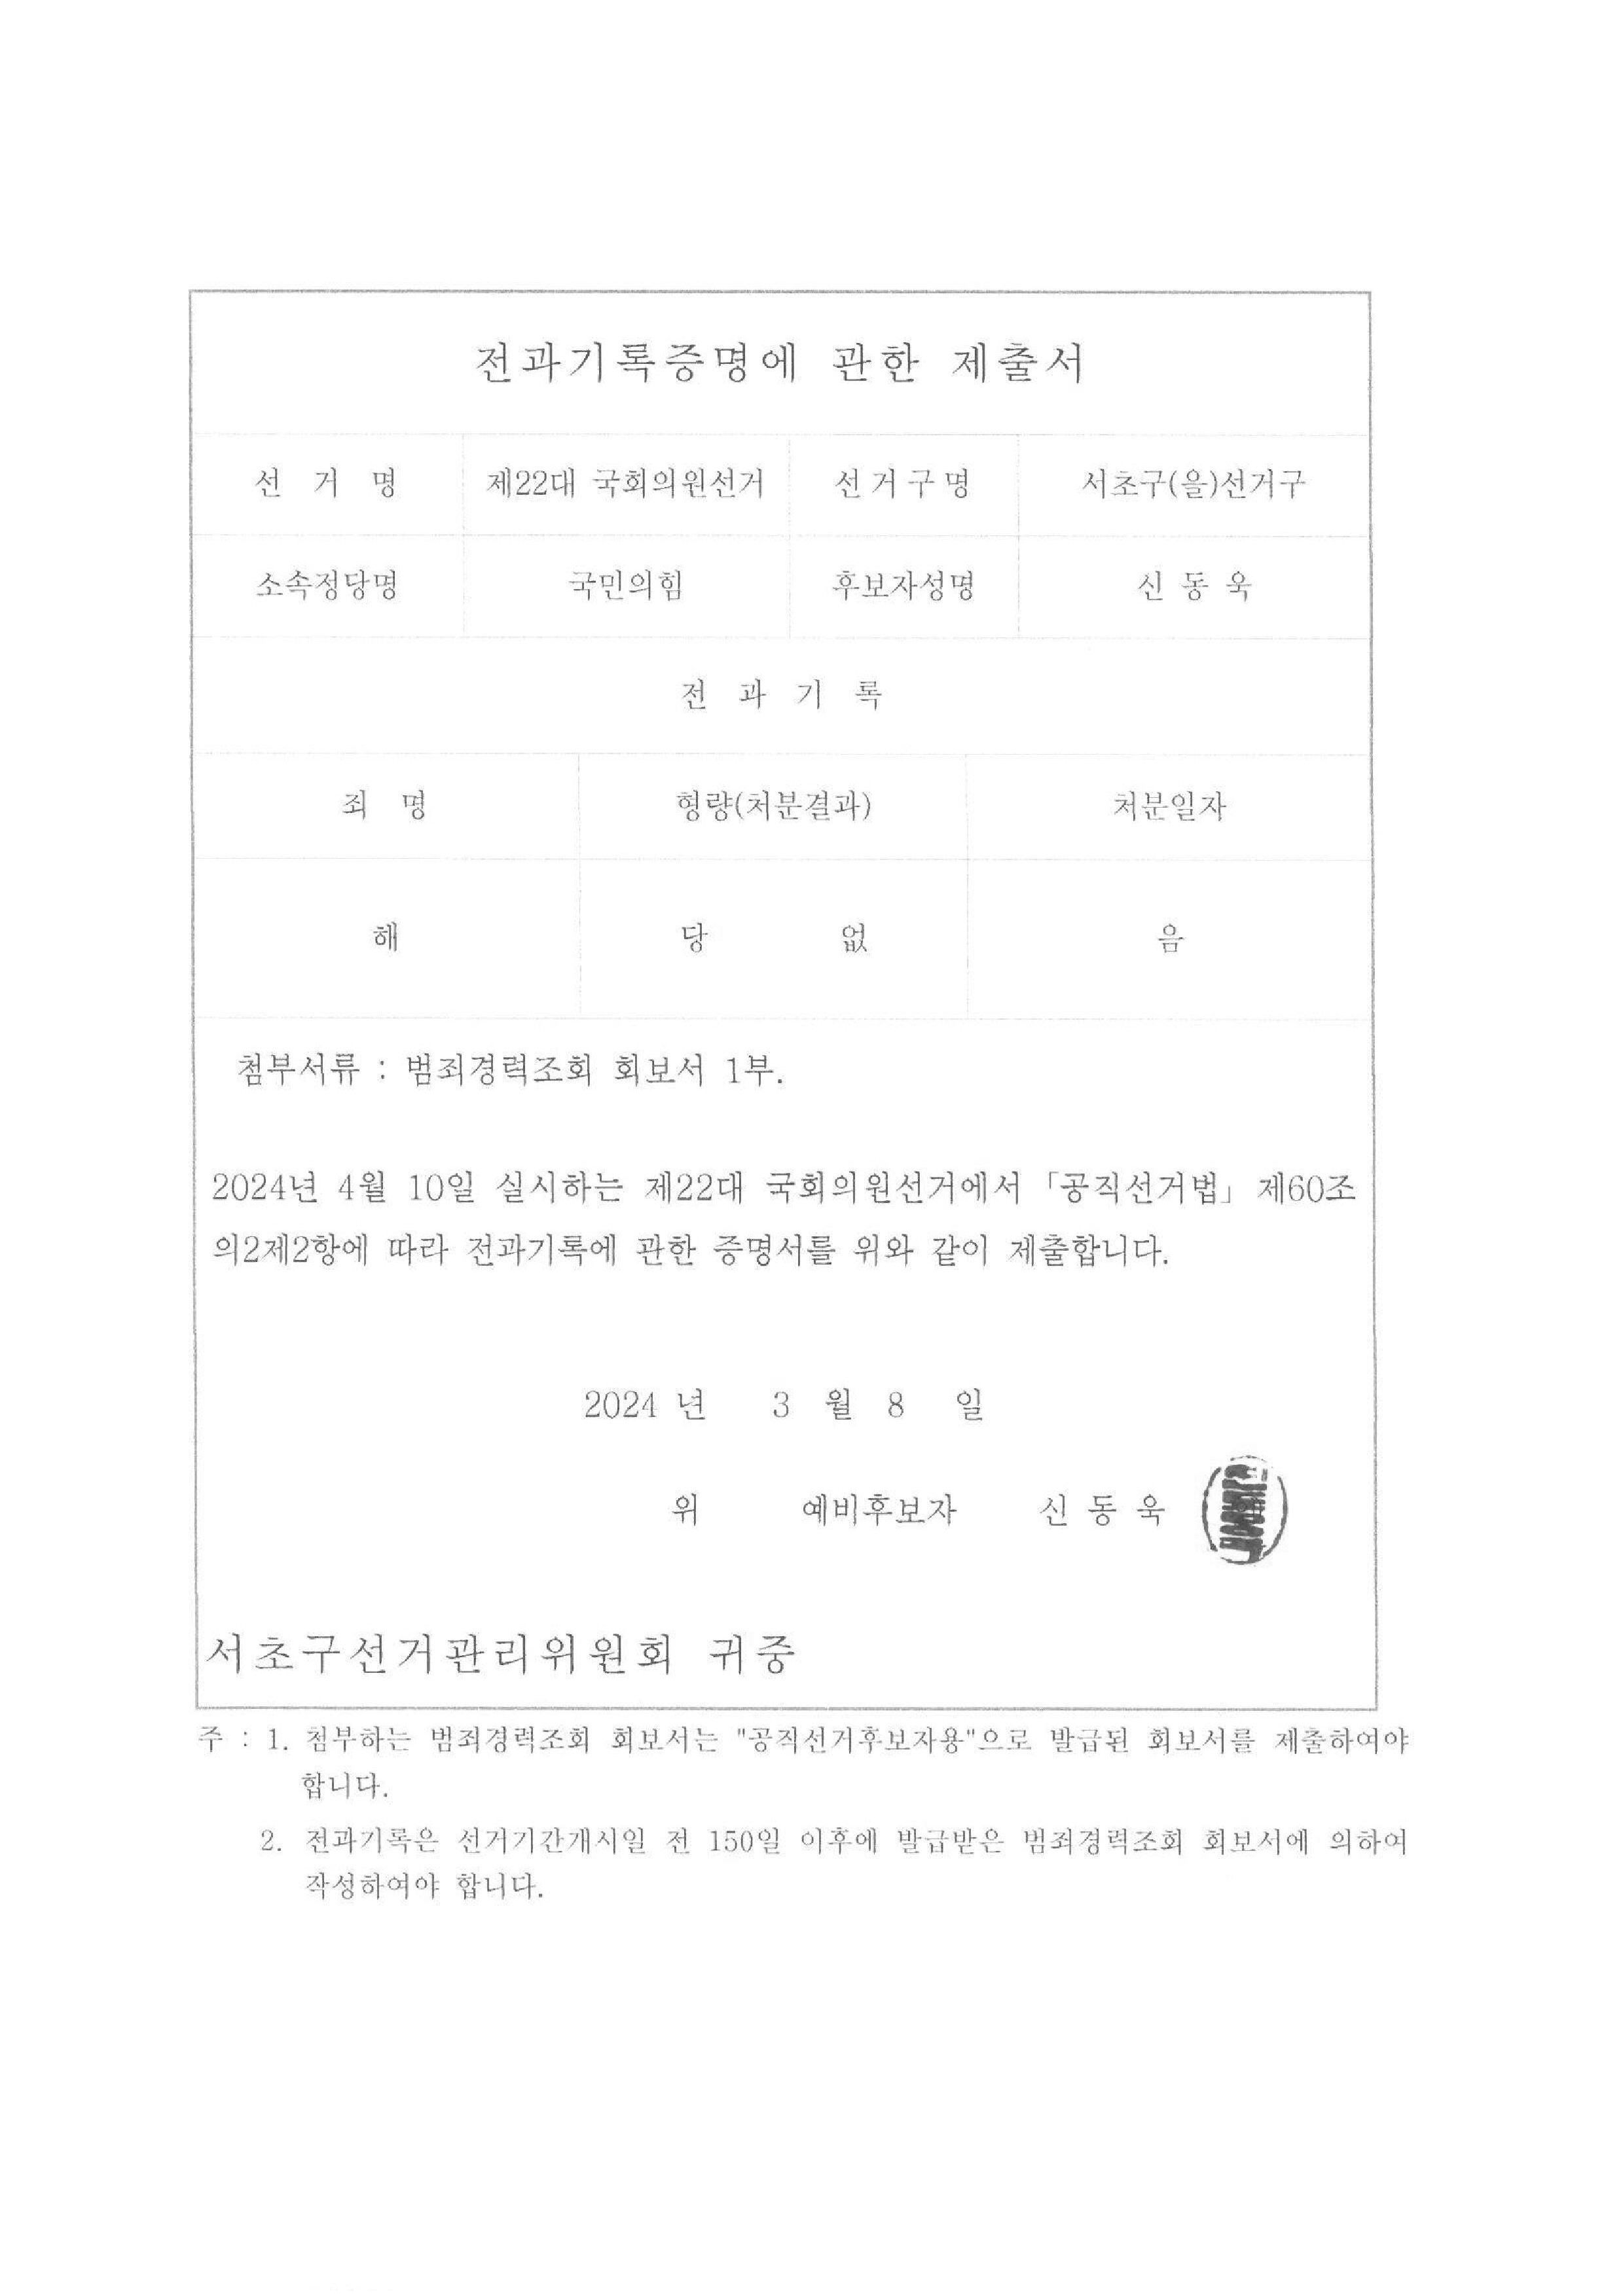 전과기록증명에 관한 제출서
선 거 명 제22대 국회의원선거 선거구명 서초구(을)선거구
소속정당명 국민의힘 후보자성명 신 동 욱
전 과 기 록
죄 명 형량(처분결과) 처분일자
해 당 없 음
첨부서류 : 범죄경력조회 회보서 1부.
2024년 4월 10일 실시하는 제22대 국회의원선거에서 「공직선거법」 제60조
의2제2항에 따라 전과기록에 관한 증명서를 위와 같이 제출합니다.
2024 년 3 월 8 일
위 예비후보자 신 동 욱
서초구선거관리위원회 귀중
주 : 1. 첨부하는 범죄경력조회 회보서는 "공직선거후보자용"으로 발급된 회보서를 제출하여야
합니다.
2. 전과기록은 선거기간개시일 전 150일 이후에 발급받은 범죄경력조회 회보서에 의하여
작성하여야 합니다.